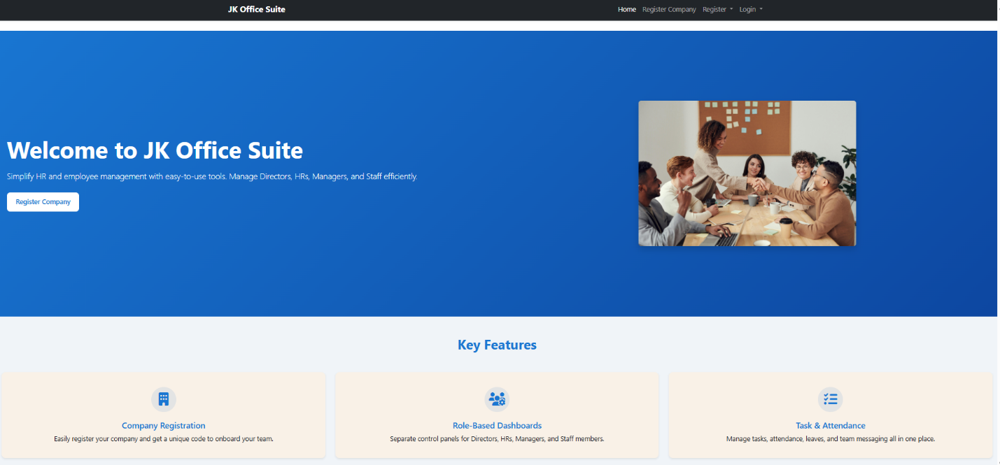 JK Office Suite
Home Register Company Register Login
Welcome to JK Office Suite
Simplify HR and employee management with easy-to-use tools. Manage Directors, HRs, Managers, and Staff efficiently.
Register Company
Key Features
Company Registration
Easily register your company and get a unique code to onboard your team.
Role-Based Dashboards
Separate control panels for Directors, HRs, Managers, and Staff members.
Task & Attendance
Manage tasks, attendance, leaves, and team messaging all in one place.